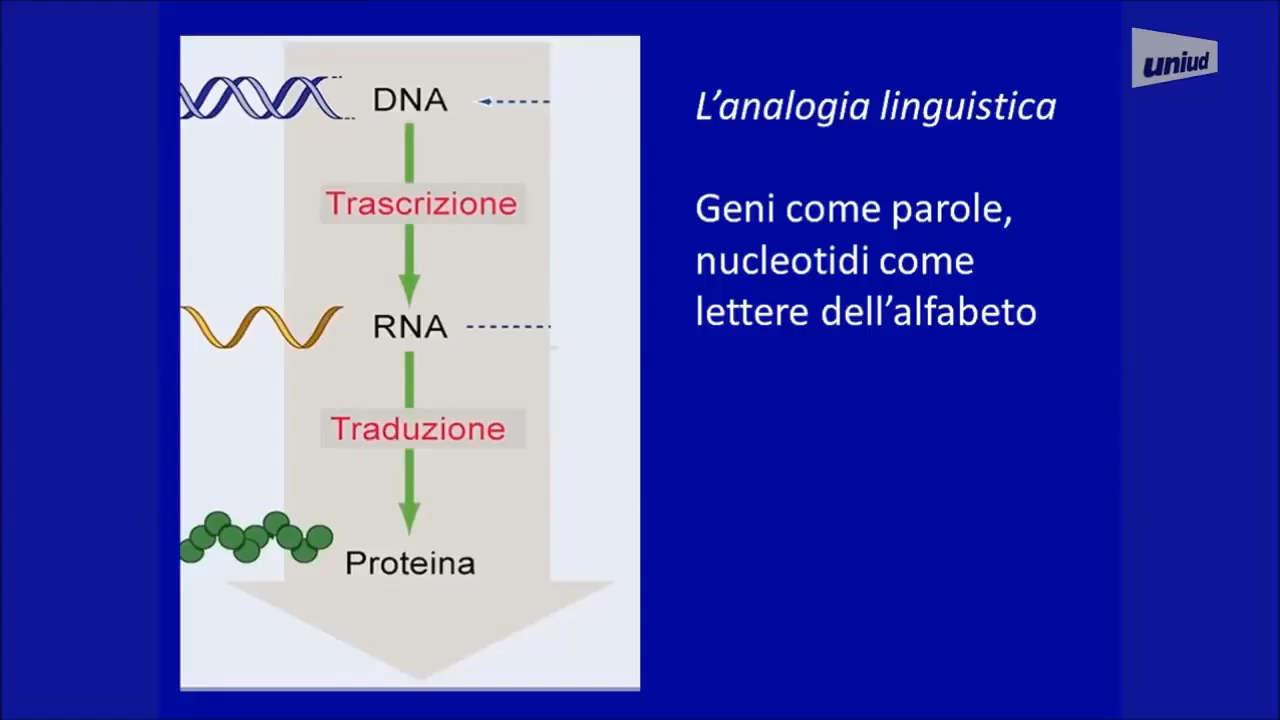 DNA
Trascrizione
RNA
Traduzione
Proteina
L’analogia linguistica
Geni come parole,
nucleotidi come
lettere dell’alfabeto
uniud